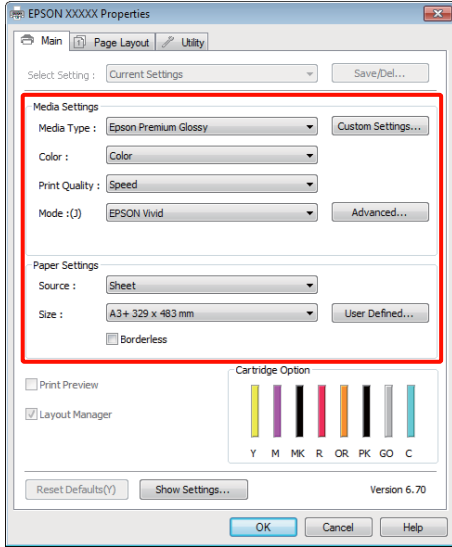 EPSON XXXXX Properties
Main Page Layout Utility
Select Setting : Current Settings Save/Del...
Media Settings
Media Type : Epson Premium Glossy Custom Settings...
Color : Color
Print Quality : Speed
Mode :(J) EPSON Vivid Advanced...
Paper Settings
Source : Sheet
Size : A3+ 329 x 483 mm User Defined...
Borderless
Cartridge Option
Print Preview
Layout Manager
Y M MK R OR PK GO C
Reset Defaults(Y) Show Settings... Version 6.70
OK Cancel Help